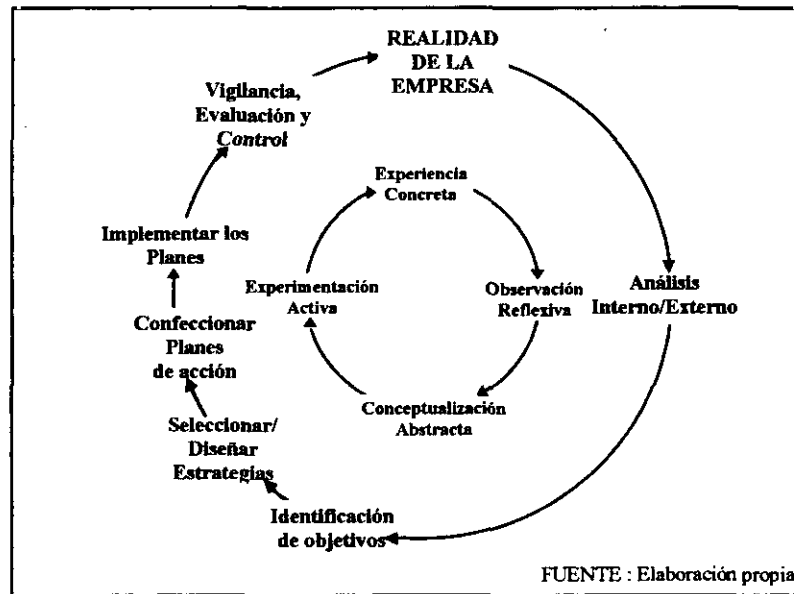 REALIDAD
DE LA
EMPRESA
Vigilancia,
Evaluación y
Control
Experiencia
Concreta
Implementar los
Planes
Experimentación
Activa
Observación
Reflexiva
Análisis
Interno/Externo
Confeccionar
Planes
de acción
Conceptualización
Abstracta
Seleccionar/
Diseñar
Estrategias
Identificación
de objetivos
FUENTE : Elaboración propia